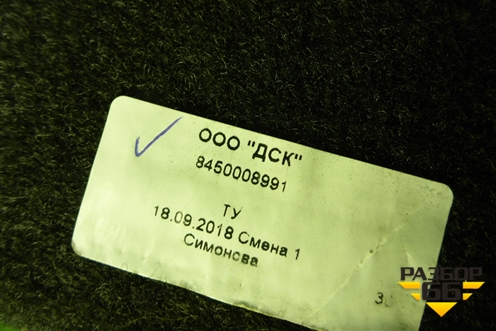 ООО "ДСК"
8450008991
ТУ
18.09.2018 Смена 1
Симонова
РАЗБОР
66